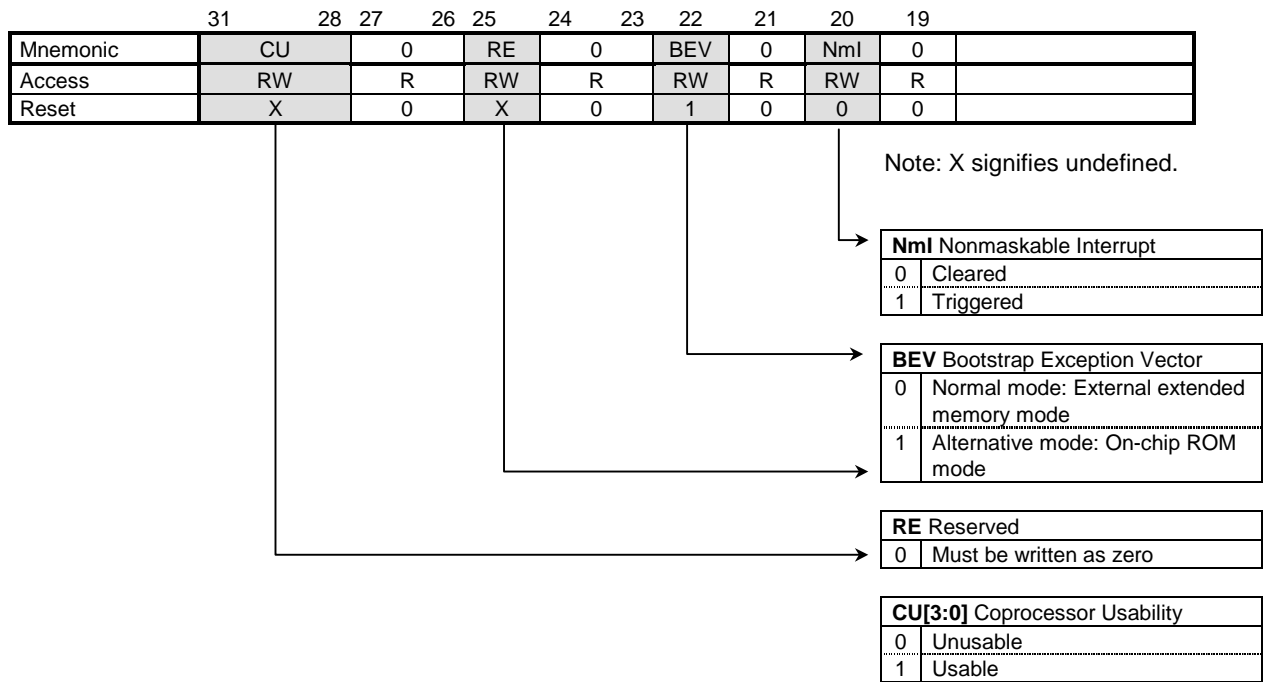 31 28 27 26 25 24 23 22 21 20 19
Mnemonic CU 0 RE 0 BEV 0 NmI 0
Access RW R RW R RW R RW R
Reset X 0 X 0 1 0 0 0
Note: X signifies undefined.
NmI Nonmaskable Interrupt
0 Cleared
1 Triggered
BEV Bootstrap Exception Vector
0 Normal mode: External extended
memory mode
1 Alternative mode: On-chip ROM
mode
RE Reserved
0 Must be written as zero
CU[3:0] Coprocessor Usability
0 Unusable
1 Usable